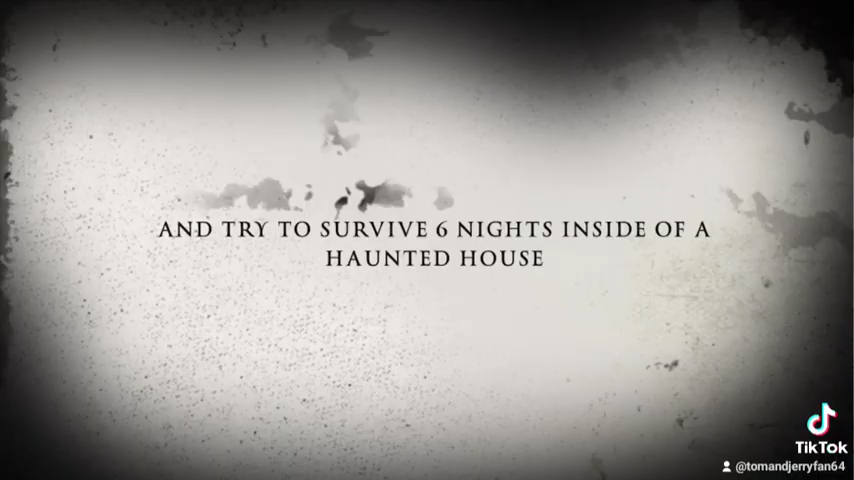 AND TRY TO SURVIVE 6 NIGHTS INSIDE OF A
HAUNTED HOUSE
TikTok
@tomandjerryfan64